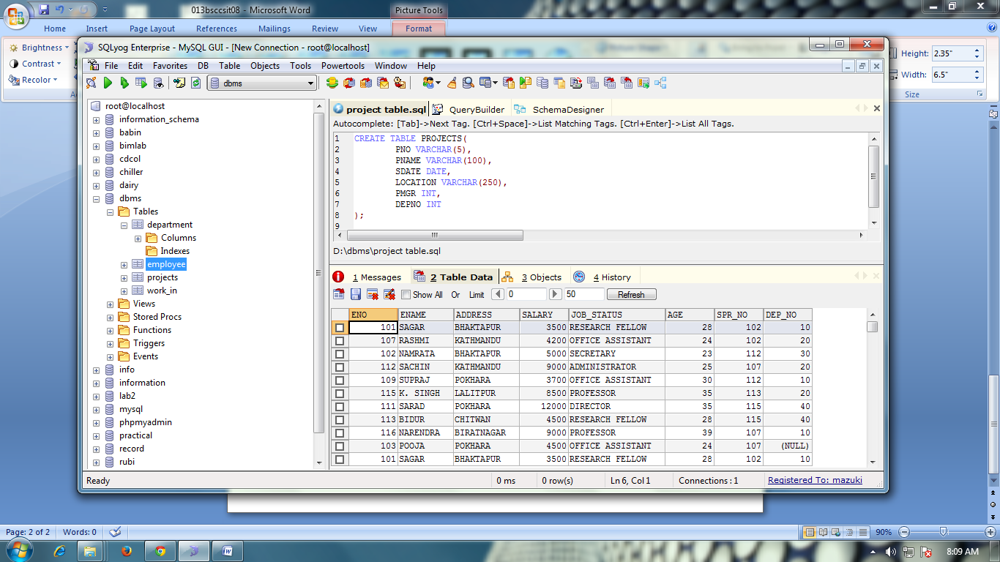 013bsccsit08 - Microsoft Word
Picture Tools
Home Insert Page Layout References Mailings Review View Format
Brightness
Contrast
Recolor
Height: 2.35"
Width: 6.5"
Size
SQLyog Enterprise - MySQL GUI - [New Connection - root@localhost]
File Edit Favorites DB Table Objects Tools Powertools Window Help
dbms
root@localhost
information_schema
babin
bimlab
cdcol
chiller
dairy
dbms
Tables
department
Columns
Indexes
employee
projects
work_in
Views
Stored Procs
Functions
Triggers
Events
info
information
lab2
mysql
phpmyadmin
practical
record
rubi
project table.sql QueryBuilder SchemaDesigner
Autocomplete: [Tab]->Next Tag. [Ctrl+Space]->List Matching Tags. [Ctrl+Enter]->List All Tags.
1 CREATE TABLE PROJECTS(
2 PNO VARCHAR(5),
3 PNAME VARCHAR(100),
4 SDATE DATE,
5 LOCATION VARCHAR(250),
6 PMGR INT,
7 DEPNO INT
8 );
9
D:\dbms\project table.sql
1 Messages 2 Table Data 3 Objects 4 History
Show All Or Limit 0 50 Refresh
ENO ENAME ADDRESS SALARY JOB_STATUS AGE SPR_NO DEP_NO
101 SAGAR BHAKTAPUR 3500 RESEARCH FELLOW 28 102 10
107 RASHMI KATHMANDU 4200 OFFICE ASSISTANT 24 102 20
102 NAMRATA BHAKTAPUR 5000 SECRETARY 23 112 30
112 SACHIN KATHMANDU 9000 ADMINISTRATOR 25 107 20
109 SUPRAJ POKHARA 3700 OFFICE ASSISTANT 30 112 10
115 K. SINGH LALITPUR 8500 PROFESSOR 35 113 20
111 SARAD POKHARA 12000 DIRECTOR 35 115 40
113 BIDUR CHITWAN 4500 RESEARCH FELLOW 28 115 40
116 NARENDRA BIRATNAGAR 9000 PROFESSOR 39 107 10
103 POOJA POKHARA 4500 OFFICE ASSISTANT 24 107 (NULL)
101 SAGAR BHAKTAPUR 3500 RESEARCH FELLOW 28 102 10
Ready 0 ms 0 row(s) Ln 6, Col 1 Connections : 1 Registered To: mazuki
Page: 2 of 2 Words: 0 90%
8:09 AM